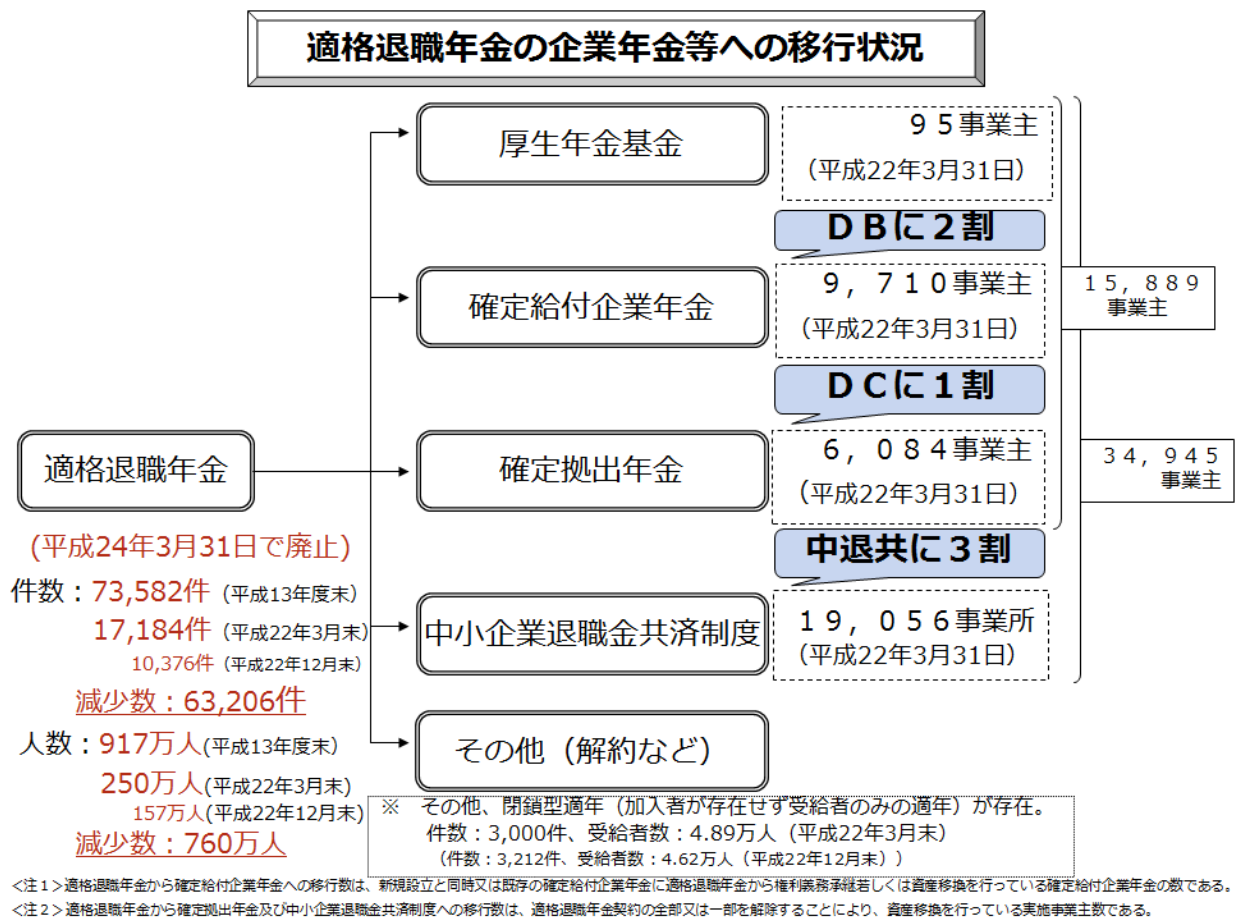 適格退職年金の企業年金等への移行状況
厚生年金基金
９５事業主
（平成22年3月31日）
ＤＢに２割
確定給付企業年金
９，７１０事業主
（平成22年3月31日）
１５，８８９
事業主
ＤＣに１割
適格退職年金
確定拠出年金
６，０８４事業主
（平成22年3月31日）
３４，９４５
事業主
(平成24年3月31日で廃止)
件数：73,582件（平成13年度末）
17,184件（平成22年3月末）
10,376件（平成22年12月末）
減少数：63,206件
中退共に３割
中小企業退職金共済制度
１９，０５６事業所
（平成22年3月31日）
人数：917万人(平成13年度末)
250万人(平成22年3月末)
157万人(平成22年12月末)
減少数：760万人
その他（解約など）
※　その他、閉鎖型適年（加入者が存在せず受給者のみの適年）が存在。
件数：3,000件、受給者数：4.89万人（平成22年3月末）
（件数：3,212件、受給者数：4.62万人（平成22年12月末））
<注１>適格退職年金から確定給付企業年金への移行数は、新規設立と同時又は既存の確定給付企業年金に適格退職年金から権利義務承継若しくは資産移換を行っている確定給付企業年金の数である。
<注２>適格退職年金から確定拠出年金及び中小企業退職金共済制度への移行数は、適格退職年金契約の全部又は一部を解除することにより、資産移換を行っている実施事業主数である。